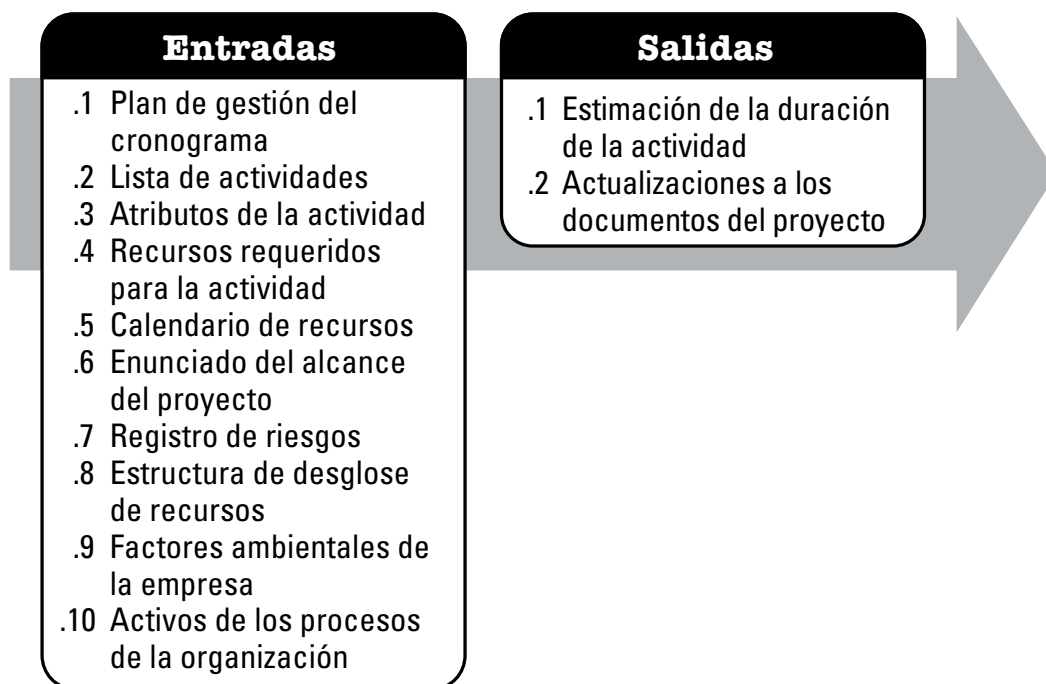 Entradas
.1 Plan de gestión del
cronograma
.2 Lista de actividades
.3 Atributos de la actividad
.4 Recursos requeridos
para la actividad
.5 Calendario de recursos
.6 Enunciado del alcance
del proyecto
.7 Registro de riesgos
.8 Estructura de desglose
de recursos
.9 Factores ambientales de
la empresa
.10 Activos de los procesos
de la organización
Salidas
.1 Estimación de la duración
de la actividad
.2 Actualizaciones a los
documentos del proyecto